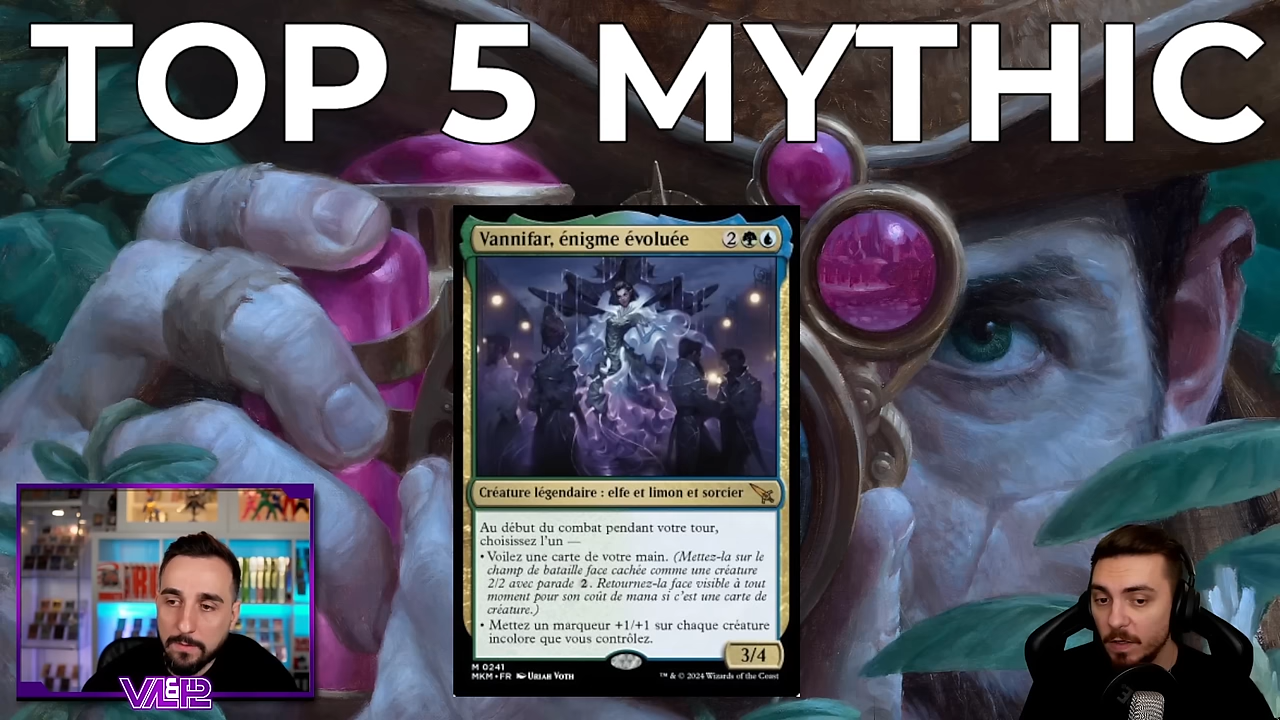 TOP 5 MYTHIC
Vannifar, énigme évoluée 2
Créature légendaire : elfe et limon et sorcier
Au début du combat pendant votre tour,
choisissez l'un —
• Voilez une carte de votre main. (Mettez-la sur le
champ de bataille face cachée comme une créature
2/2 avec parade 2. Retournez-la face visible à tout
moment pour son coût de mana si c'est une carte de
créature.)
• Mettez un marqueur +1/+1 sur chaque créature
incolore que vous contrôlez.
3/4
M 0241
MKM • FR Uriah Voth
™ & © 2024 Wizards of the Coast